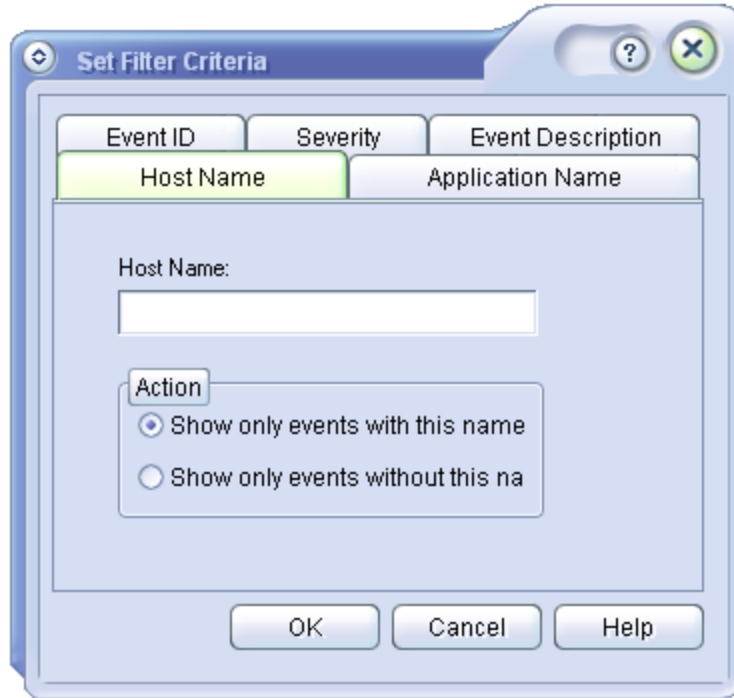 Set Filter Criteria
?
Event ID Severity Event Description
Host Name Application Name
Host Name:
Action
Show only events with this name
Show only events without this na
OK Cancel Help